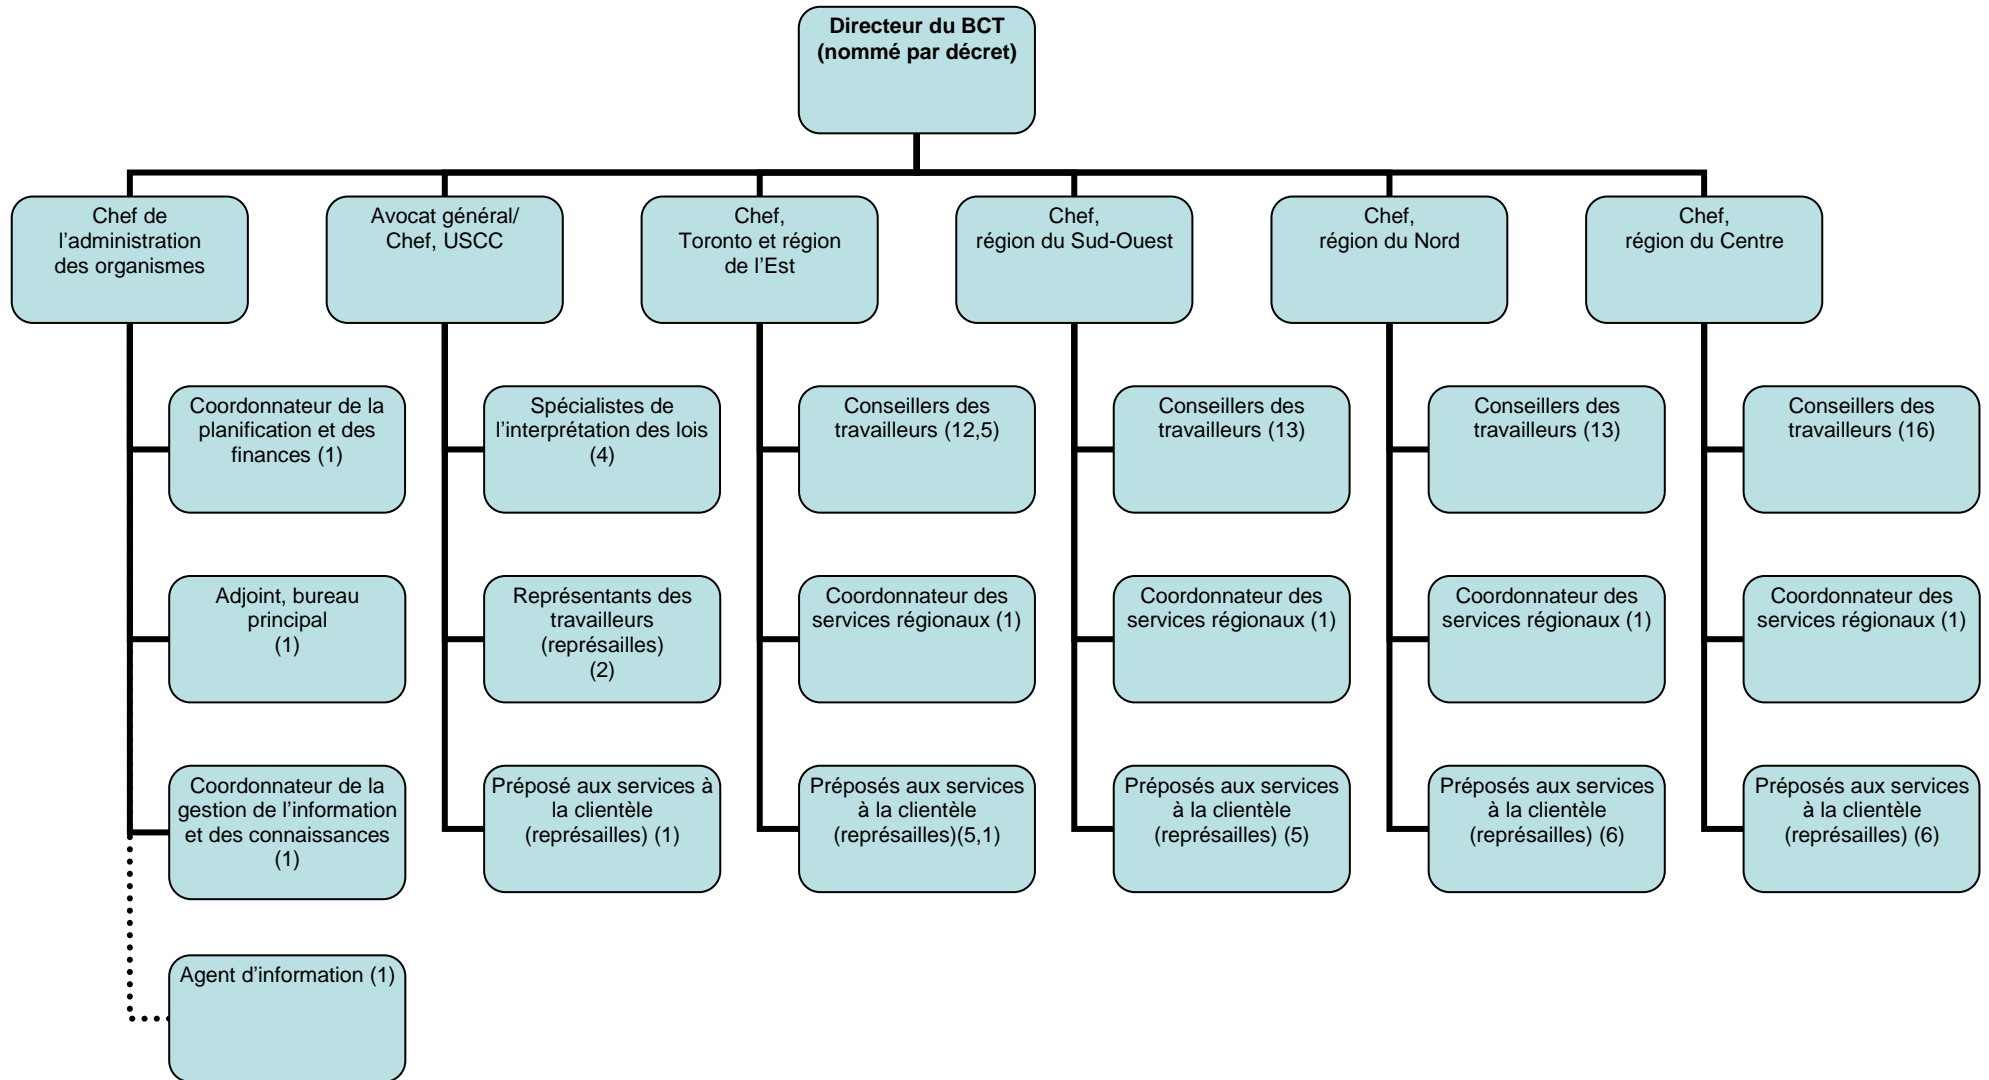 Directeur du BCT
(nommé par décret)
Chef de
l’administration
des organismes
Avocat général/
Chef, USCC
Chef,
Toronto et région
de l’Est
Chef,
région du Sud-Ouest
Chef,
région du Nord
Chef,
région du Centre
Coordonnateur de la
planification et des
finances (1)
Spécialistes de
l’interprétation des lois
(4)
Conseillers des
travailleurs (12,5)
Conseillers des
travailleurs (13)
Conseillers des
travailleurs (13)
Conseillers des
travailleurs (16)
Adjoint, bureau
principal
(1)
Représentants des
travailleurs
(représailles)
(2)
Coordonnateur des
services régionaux (1)
Coordonnateur des
services régionaux (1)
Coordonnateur des
services régionaux (1)
Coordonnateur des
services régionaux (1)
Coordonnateur de la
gestion de l’information
et des connaissances
(1)
Préposé aux services à
la clientèle
(représailles) (1)
Préposés aux services
à la clientèle
(représailles)(5,1)
Préposés aux services
à la clientèle
(représailles) (5)
Préposés aux services
à la clientèle
(représailles) (6)
Préposés aux services
à la clientèle
(représailles) (6)
Agent d’information (1)